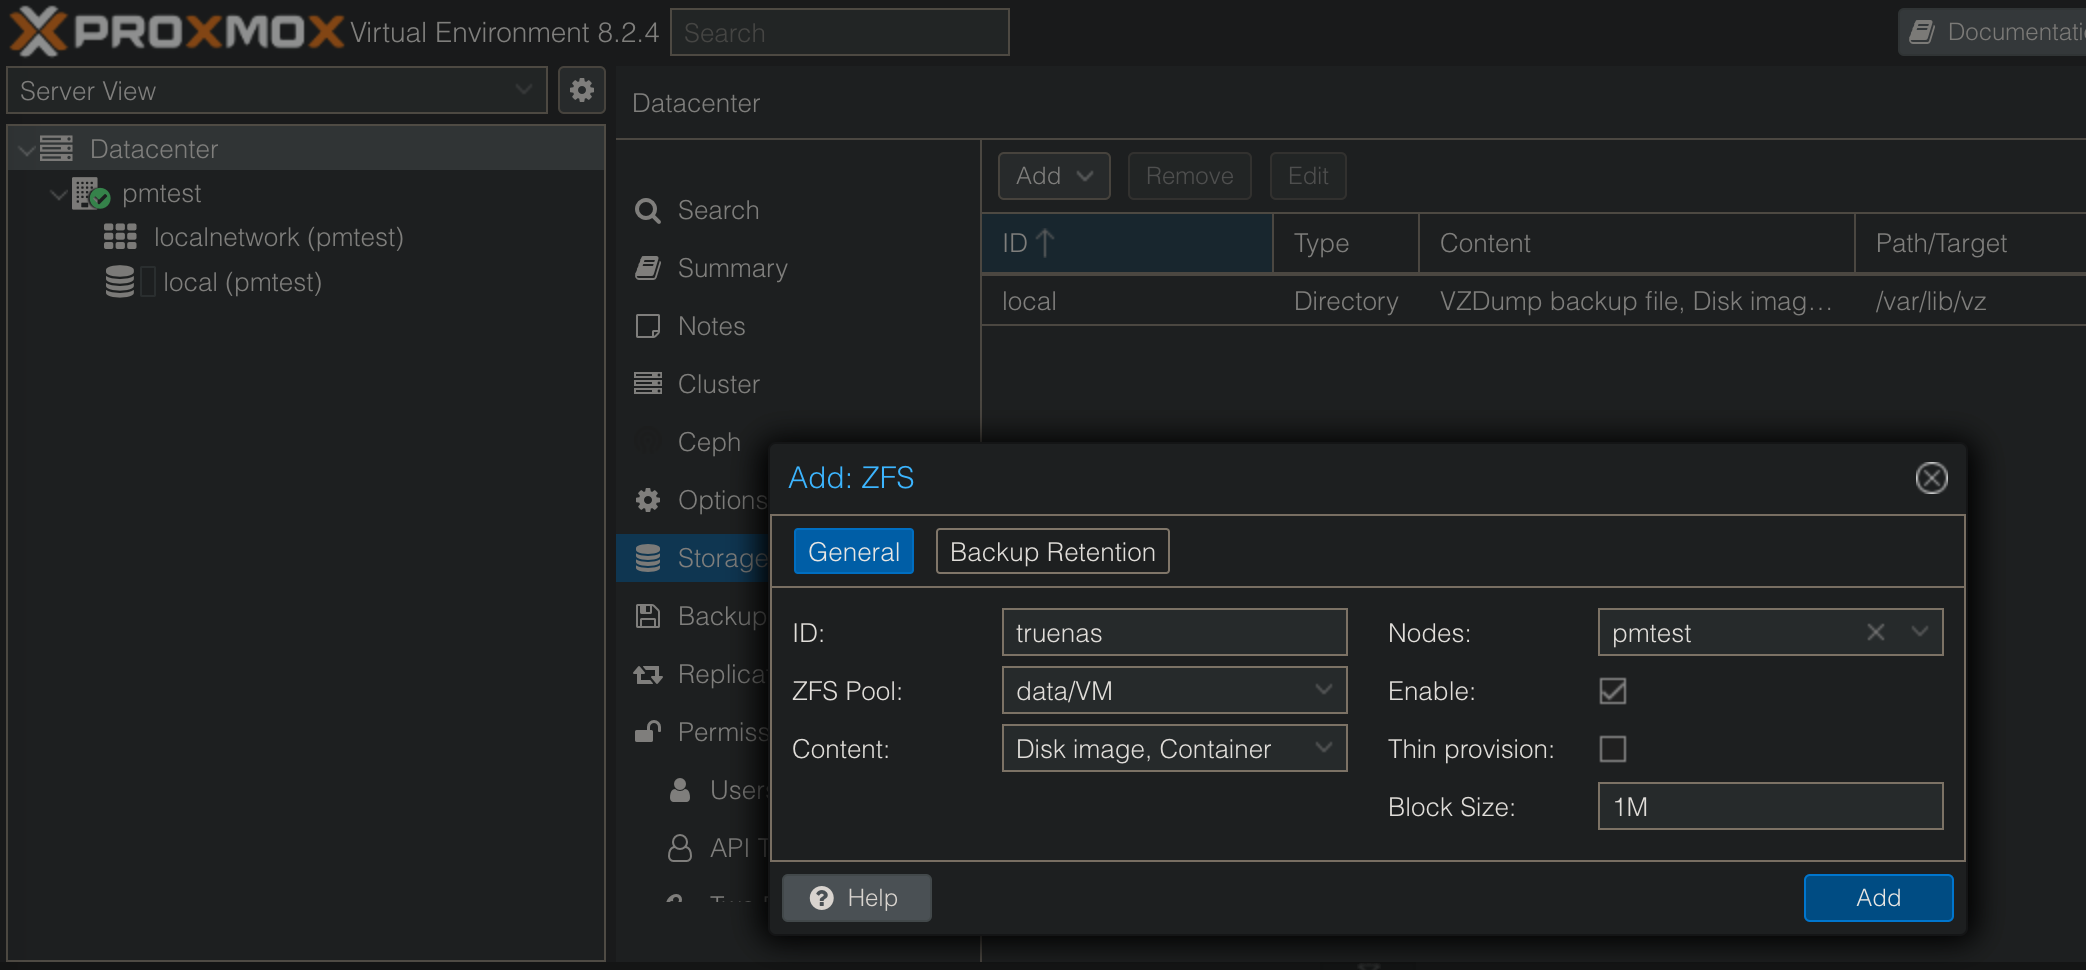 PROXMOX Virtual Environment 8.2.4 Search
Documentati
Server View
Datacenter
pmtest
localnetwork (pmtest)
local (pmtest)
Datacenter
Search
Summary
Notes
Cluster
Ceph
Options
Storage
Backup
Replica
Permiss
Users
API T
Add Remove Edit
ID Type Content Path/Target
local Directory VZDump backup file, Disk imag... /var/lib/vz
Add: ZFS
General Backup Retention
ID: truenas Nodes: pmtest
ZFS Pool: data/VM Enable:
Content: Disk image, Container Thin provision:
Block Size: 1M
Help Add